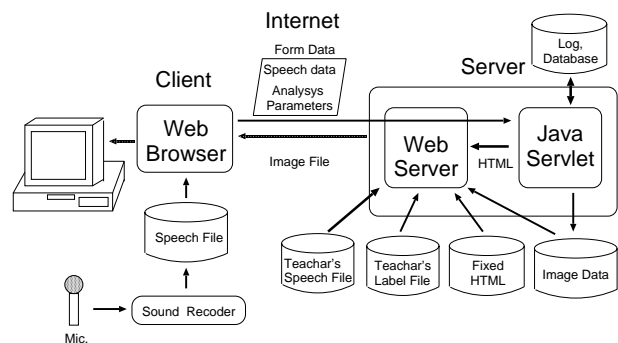 Internet
Form Data
Speech data
Analysys
Parameters
Client
Server
Log,
Database
Web
Browser
Image File
Web
Server
HTML
Java
Servlet
Speech File
Teachar's
Speech File
Teachar's
Label File
Fixed
HTML
Image Data
Sound Recoder
Mic.